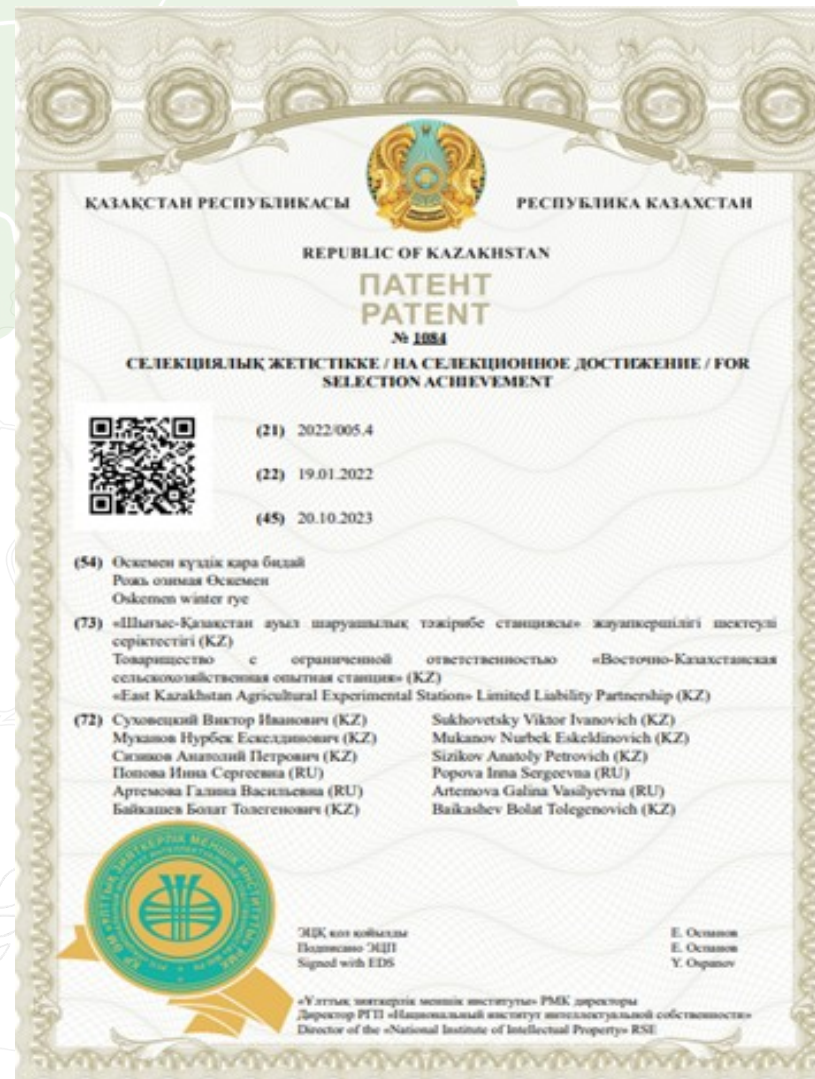 ҚАЗАҚСТАН РЕСПУБЛИКАСЫ
РЕСПУБЛИКА КАЗАХСТАН
REPUBLIC OF KAZAKHSTAN
ПАТЕНТ
PATENT
№ 1084
СЕЛЕКЦИЯЛЫҚ ЖЕТІСТІККЕ / НА СЕЛЕКЦИОННОЕ ДОСТИЖЕНИЕ / FOR
SELECTION ACHIEVEMENT
(21) 2022/005.4
(22) 19.01.2022
(45) 20.10.2023
(54) Өскемен күздік қара бидай
Рожь озимая Өскемен
Oskemen winter rye
(73) «Шығыс-Қазақстан ауыл шаруашылық тәжірибе станциясы» жауапкершілігі шектеулі
серіктестігі (KZ)
Товарищество с ограниченной ответственностью «Восточно-Казахстанская
сельскохозяйственная опытная станция» (KZ)
«East Kazakhstan Agricultural Experimental Station» Limited Liability Partnership (KZ)
(72) Суховецкий Виктор Иванович (KZ) Sukhovetsky Viktor Ivanovich (KZ)
Муканов Нурбек Ескелдинович (KZ) Mukanov Nurbek Eskeldinovich (KZ)
Сизиков Анатолий Петрович (KZ) Sizikov Anatoly Petrovich (KZ)
Попова Инна Сергеевна (RU) Popova Inna Sergeevna (RU)
Артемова Галина Васильевна (RU) Artemova Galina Vasilyevna (RU)
Байкашев Болат Толегенович (KZ) Baikashev Bolat Tolegenovich (KZ)
ЭЦҚ қол қойылды Е. Оспанов
Подписано ЭЦП Е. Оспанов
Signed with EDS Y. Ospanov
«Ұлттық зияткерлік меншік институты» РМК директоры
Директор РГП «Национальный институт интеллектуальной собственности»
Director of the «National Institute of Intellectual Property» RSE